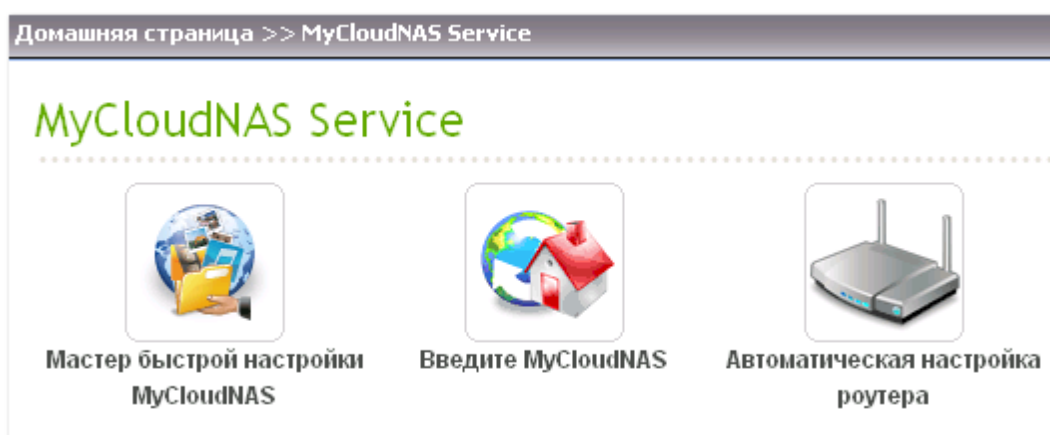 Домашняя страница >> MyCloudNAS Service
MyCloudNAS Service
Мастер быстрой настройки
MyCloudNAS
Введите MyCloudNAS
Автоматическая настройка
роутера